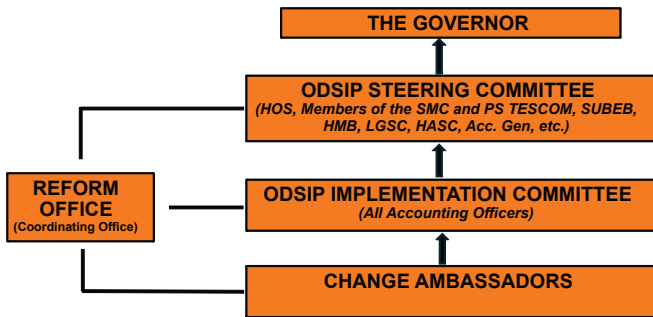 THE GOVERNOR
ODSIP STEERING COMMITTEE
(HOS, Members of the SMC and PS TESCOM, SUBEB,
HMB, LGSC, HASC, Acc. Gen, etc.)
REFORM
OFFICE
(Coordinating Office)
ODSIP IMPLEMENTATION COMMITTEE
(All Accounting Officers)
CHANGE AMBASSADORS